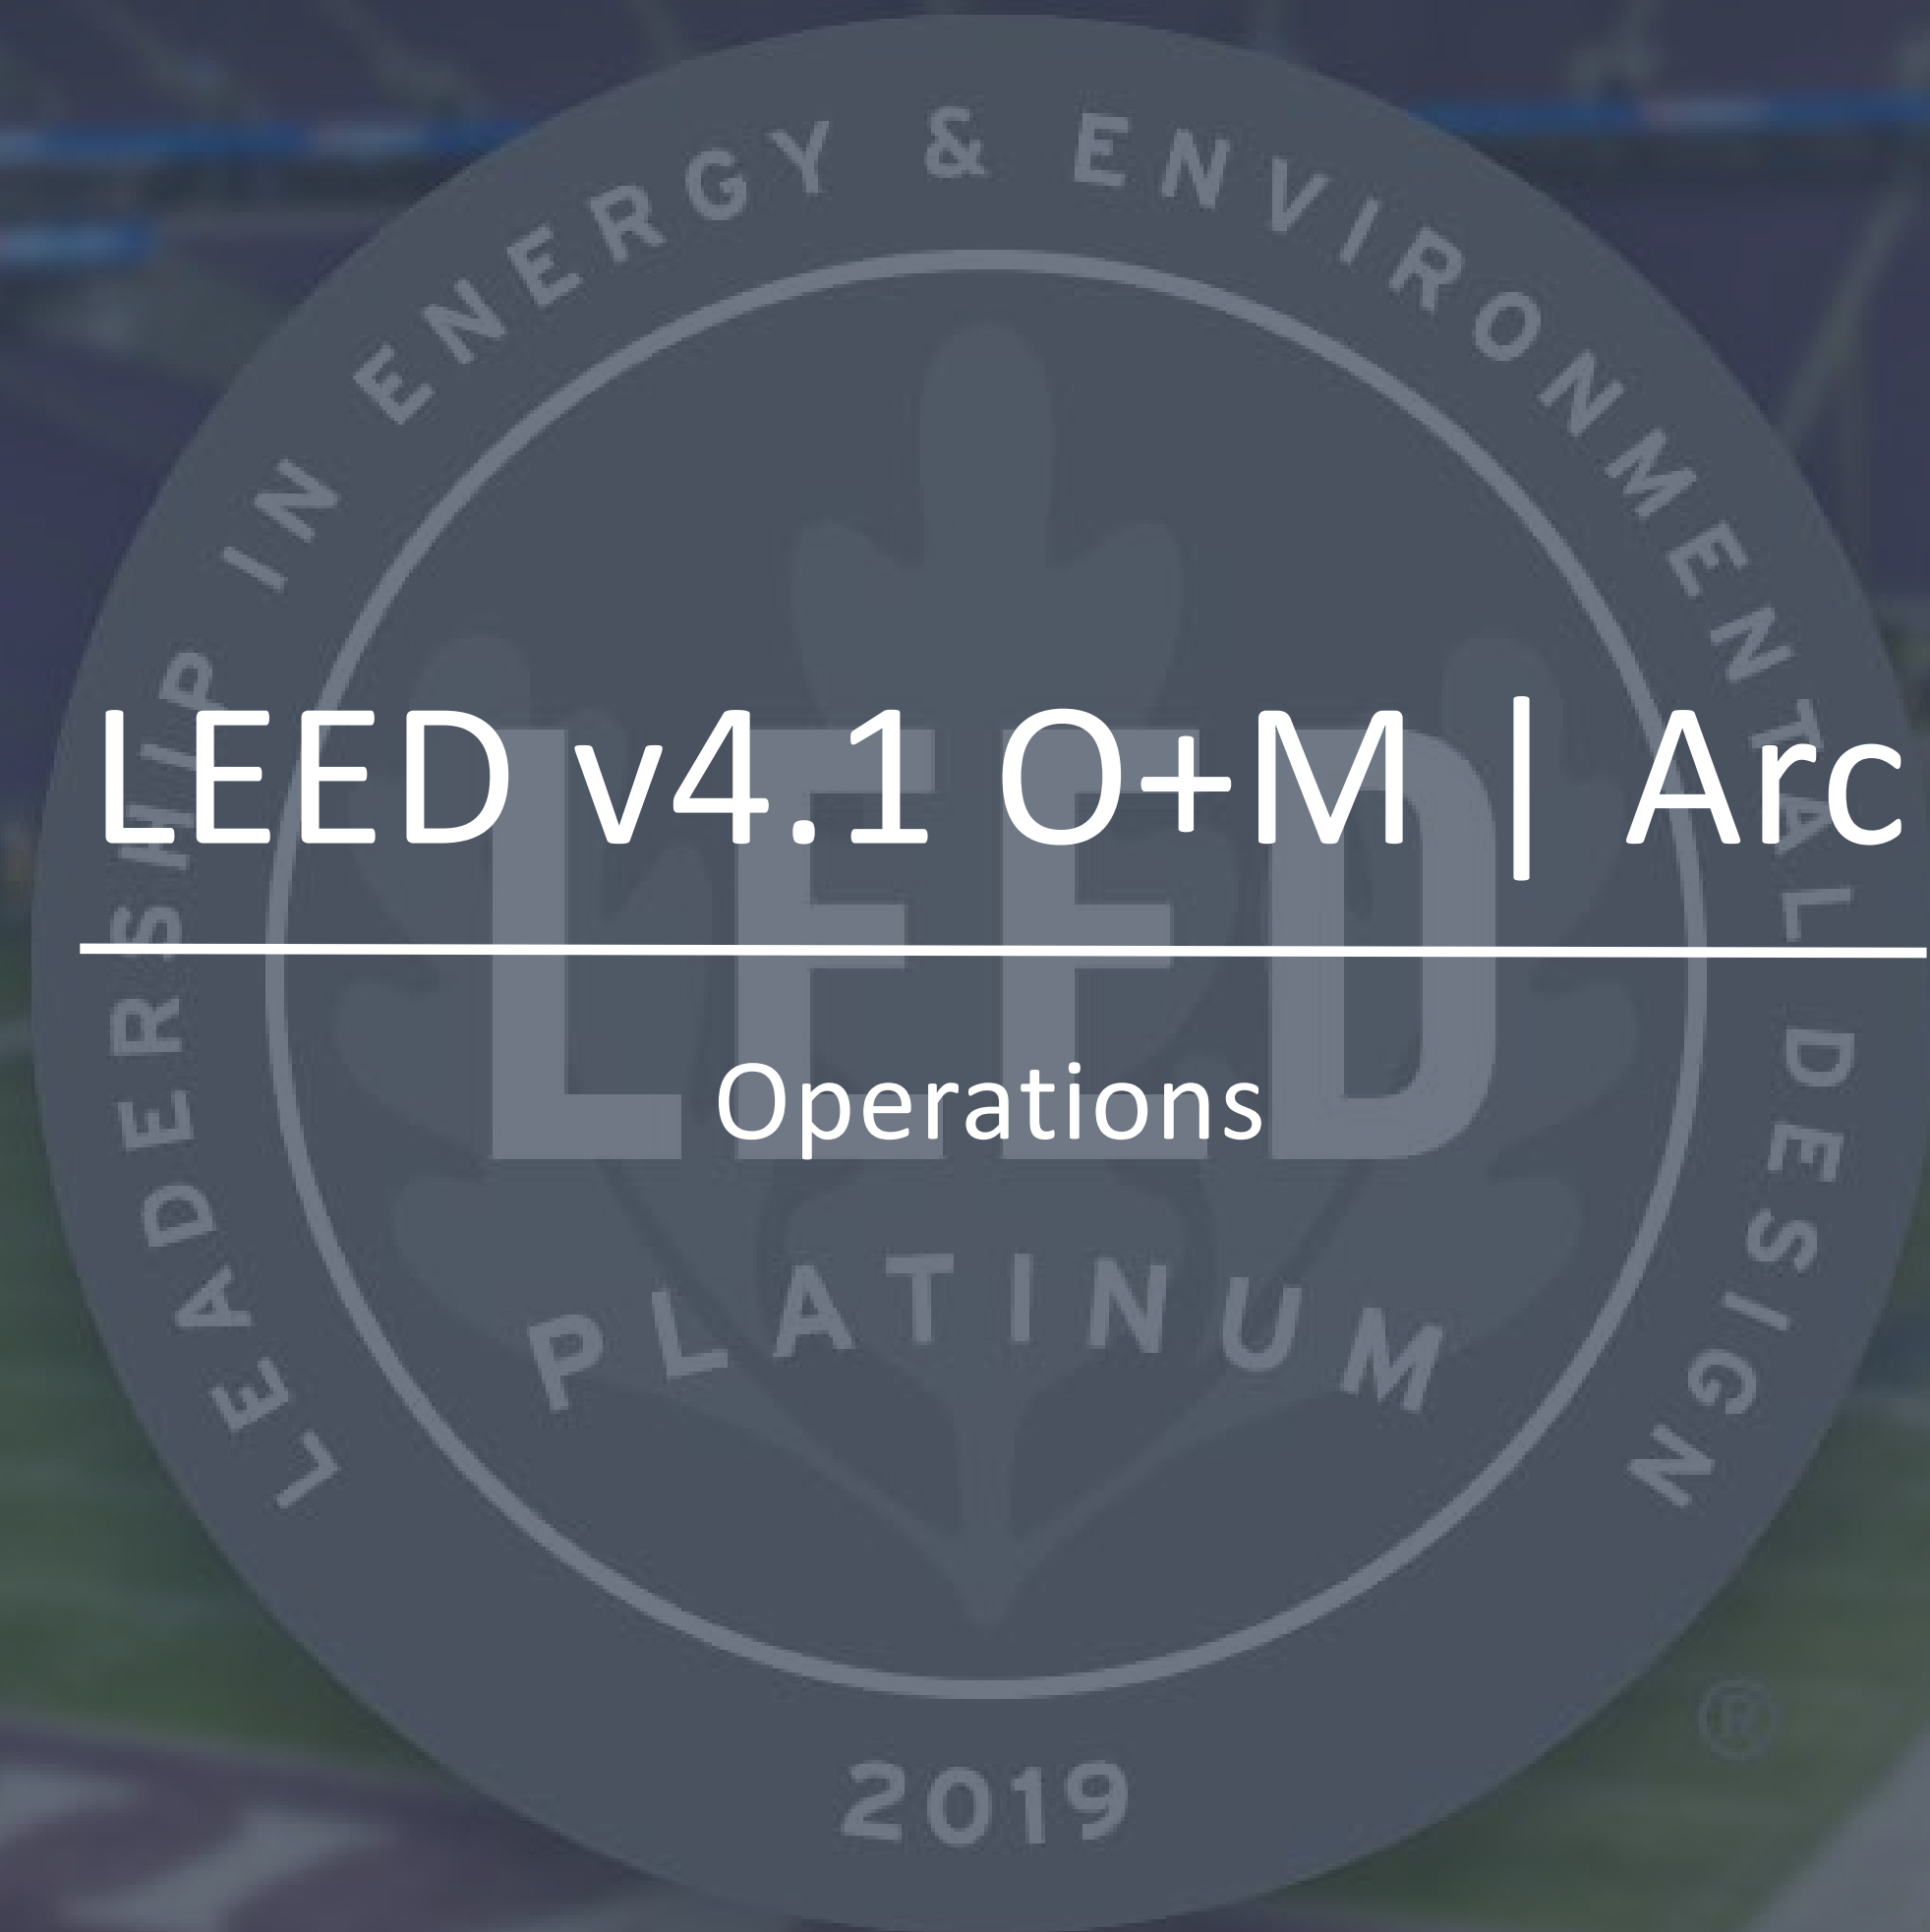 LEADERSHIP IN ENERGY & ENVIRONMENTAL DESIGN
LEED v4.1 O+M | Arc
LEED
Operations
PLATINUM
2019
®